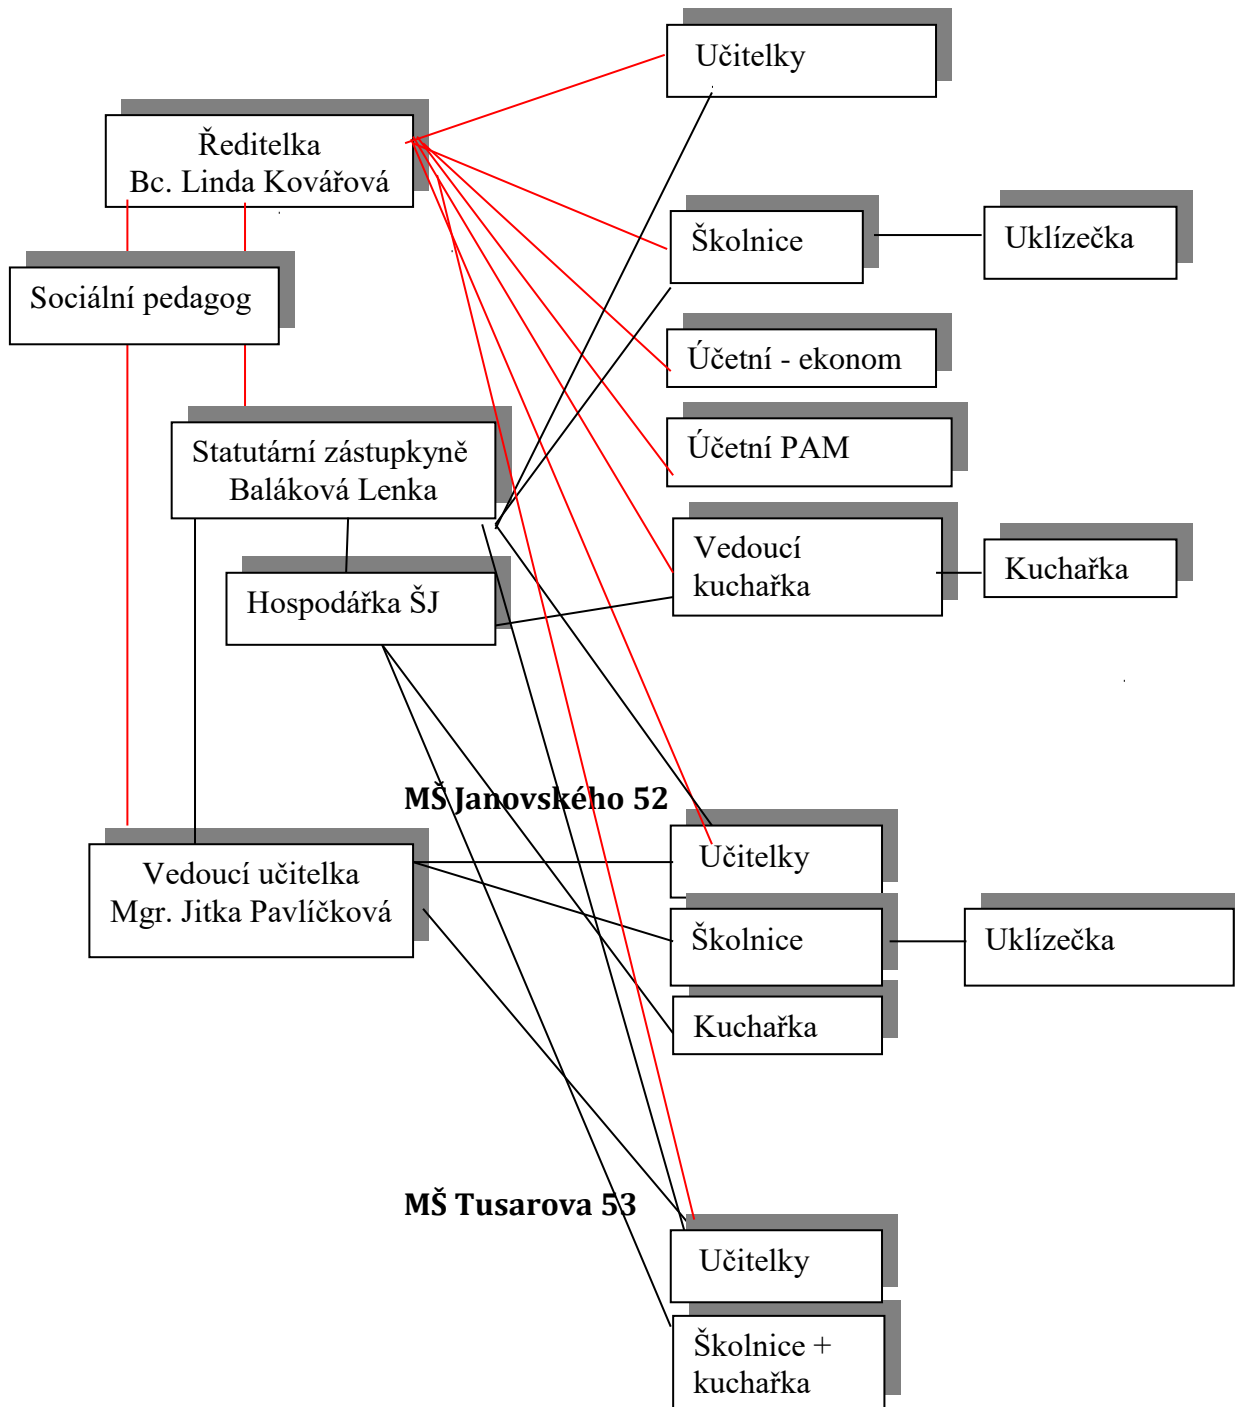 Učitelky
Ředitelka
Bc. Linda Kovářová
Školnice
Uklízečka
Sociální pedagog
Účetní - ekonom
Statutární zástupkyně
Baláková Lenka
Účetní PAM
Vedoucí
kuchařka
Kuchařka
Hospodářka ŠJ
MŠ Janovského 52
Učitelky
Vedoucí učitelka
Mgr. Jitka Pavlíčková
Školnice
Uklízečka
Kuchařka
MŠ Tusarova 53
Učitelky
Školnice +
kuchařka